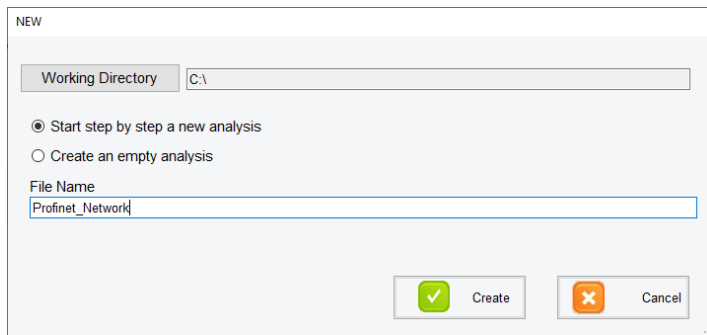 NEW
Working Directory C:\
Start step by step a new analysis
Create an empty analysis
File Name
Profinet_Network
Create Cancel